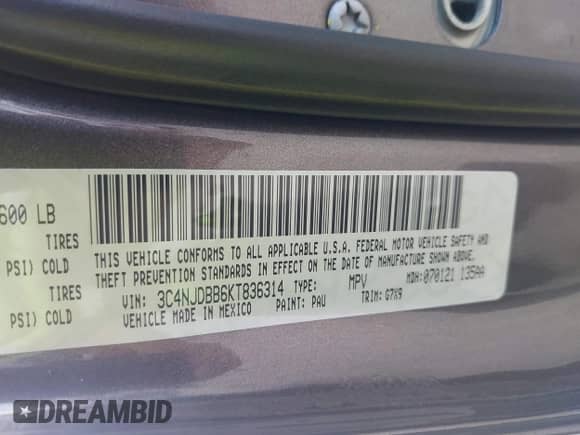 600 LB
TIRES
PSI) COLD
TIRES
PSI) COLD
THIS VEHICLE CONFORMS TO ALL APPLICABLE U.S.A. FEDERAL MOTOR VEHICLE SAFETY AND
THEFT PREVENTION STANDARDS IN EFFECT ON THE DATE OF MANUFACTURE SHOWN ABOVE.
VIN: 3C4NJDBB6KT836314 TYPE: MPV MDH: 070121 135AA
VEHICLE MADE IN MEXICO PAINT: PAU TRIM: G7X9
DREAMBID